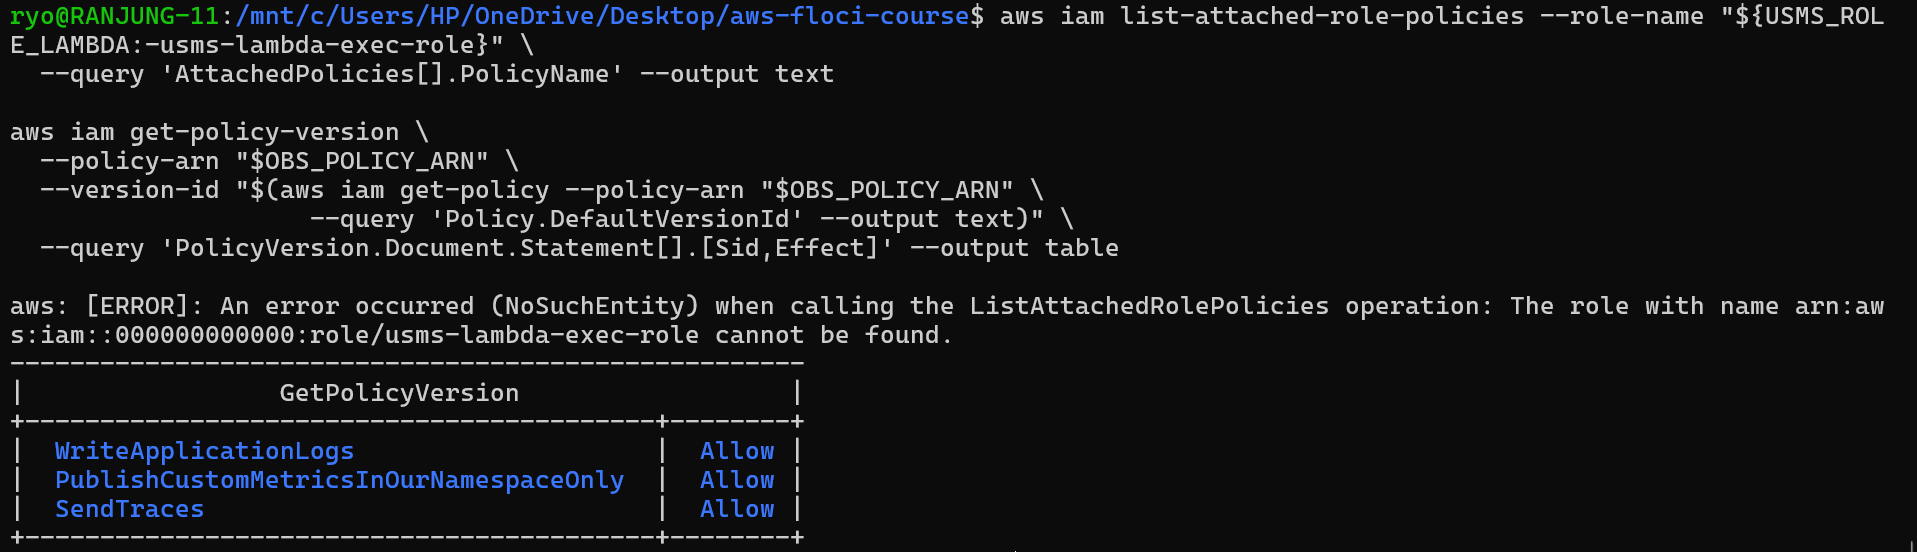 ryo@RANJUNG-11:/mnt/c/Users/HP/OneDrive/Desktop/aws-floci-course$ aws iam list-attached-role-policies --role-name "${USMS_ROL
E_LAMBDA:-usms-lambda-exec-role}" \
  --query 'AttachedPolicies[].PolicyName' --output text

aws iam get-policy-version \
  --policy-arn "$OBS_POLICY_ARN" \
  --version-id "$(aws iam get-policy --policy-arn "$OBS_POLICY_ARN" \
                    --query 'Policy.DefaultVersionId' --output text)" \
  --query 'PolicyVersion.Document.Statement[].[Sid,Effect]' --output table

aws: [ERROR]: An error occurred (NoSuchEntity) when calling the ListAttachedRolePolicies operation: The role with name arn:aw
s:iam::000000000000:role/usms-lambda-exec-role cannot be found.
-----------------------------------------------------
|                 GetPolicyVersion                  |
+------------------------------------------+--------+
|  WriteApplicationLogs                    |  Allow |
|  PublishCustomMetricsInOurNamespaceOnly  |  Allow |
|  SendTraces                              |  Allow |
+------------------------------------------+--------+